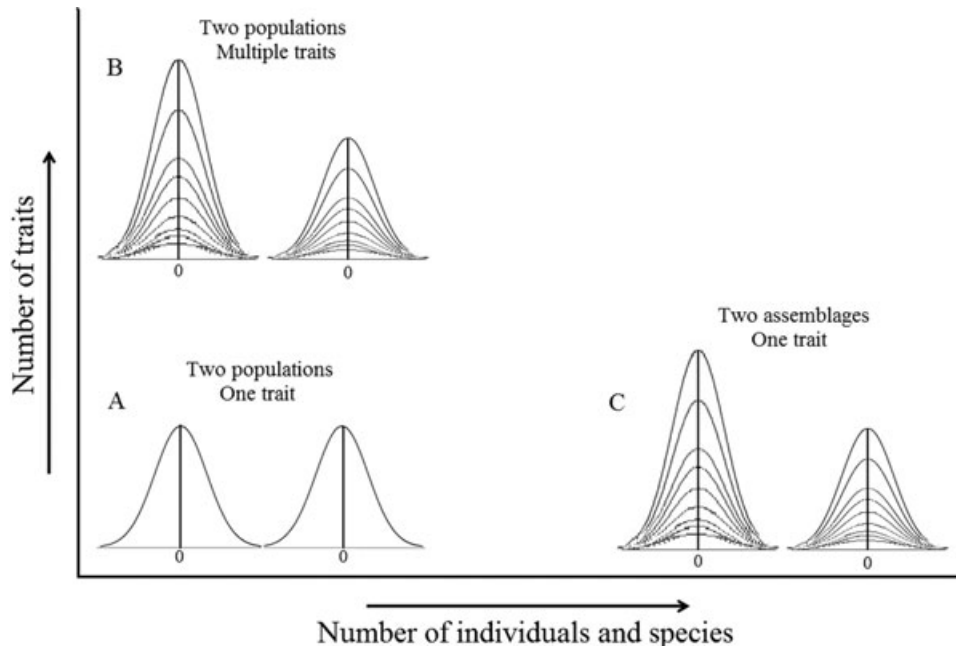 Two populations
Multiple traits
B
0
0
Number of traits
Two populations
One trait
A
0
0
Two assemblages
One trait
C
0
0
Number of individuals and species